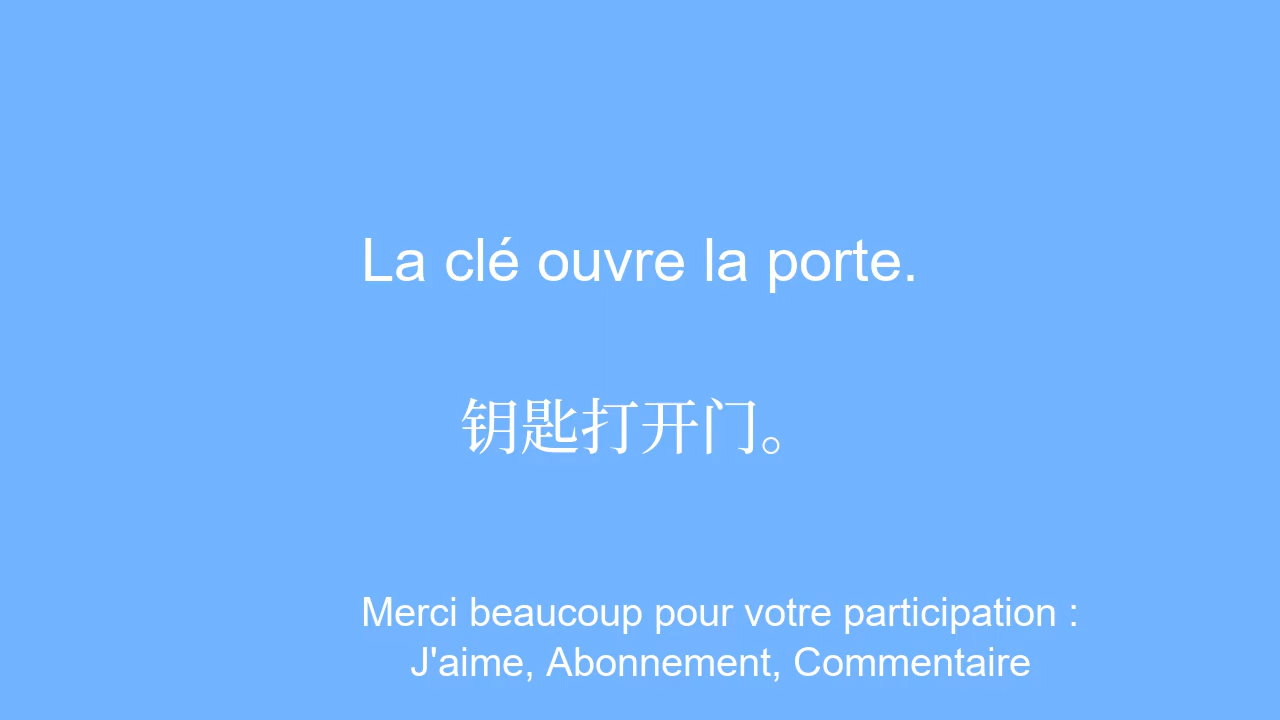 La clé ouvre la porte.
钥匙打开门。
Merci beaucoup pour votre participation :
J'aime, Abonnement, Commentaire